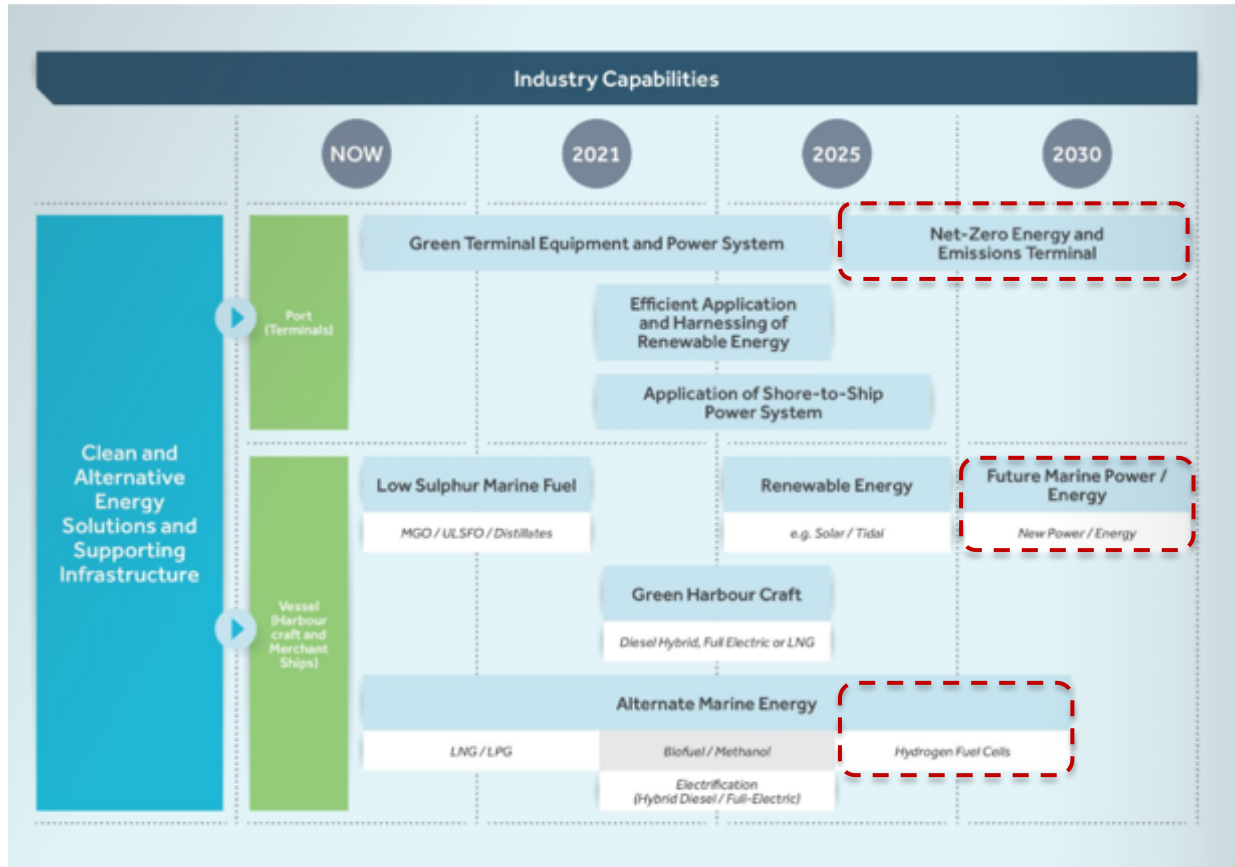 Industry Capabilities
NOW
2021
2025
2030
Clean and
Alternative
Energy
Solutions and
Supporting
Infrastructure
Port
(Terminals)
Green Terminal Equipment and Power System
Net-Zero Energy and
Emissions Terminal
Efficient Application
and Harnessing of
Renewable Energy
Application of Shore-to-Ship
Power System
Vessel
(Harbour
craft and
Merchant
Ships)
Low Sulphur Marine Fuel
MGO / ULSFO / Distillates
Renewable Energy
e.g. Solar / Tidal
Future Marine Power /
Energy
New Power / Energy
Green Harbour Craft
Diesel Hybrid, Full Electric or LNG
Alternate Marine Energy
LNG / LPG
Biofuel / Methanol
Hydrogen Fuel Cells
Electrification
(Hybrid Diesel / Full-Electric)